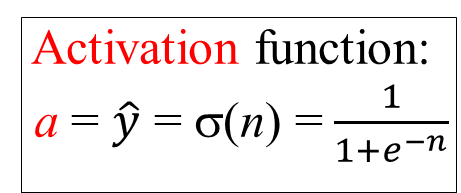 Activation function:
a = ŷ = σ(n) = 1/(1+e⁻ⁿ)